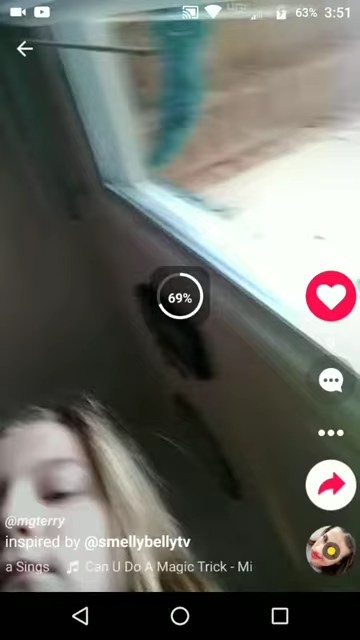 63% 3:51
69%
@mgterry
inspired by @smellybellytv
a Sings Can U Do A Magic Trick - Mi